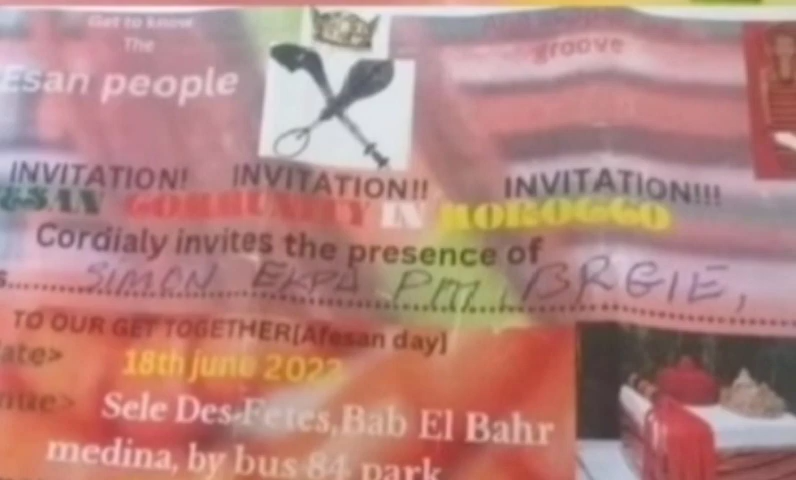 Get to know
The
Esan people
groove
INVITATION! INVITATION!! INVITATION!!!
ESAN COMMUNITY IN MOROCCO
Cordialy invites the presence of
SIMON EKPA PM BRGIE,
TO OUR GET TOGETHER[Afesan day]
ate> 18th june 2022
Sele Des-Fetes,Bab El Bahr
medina, by bus 84 park